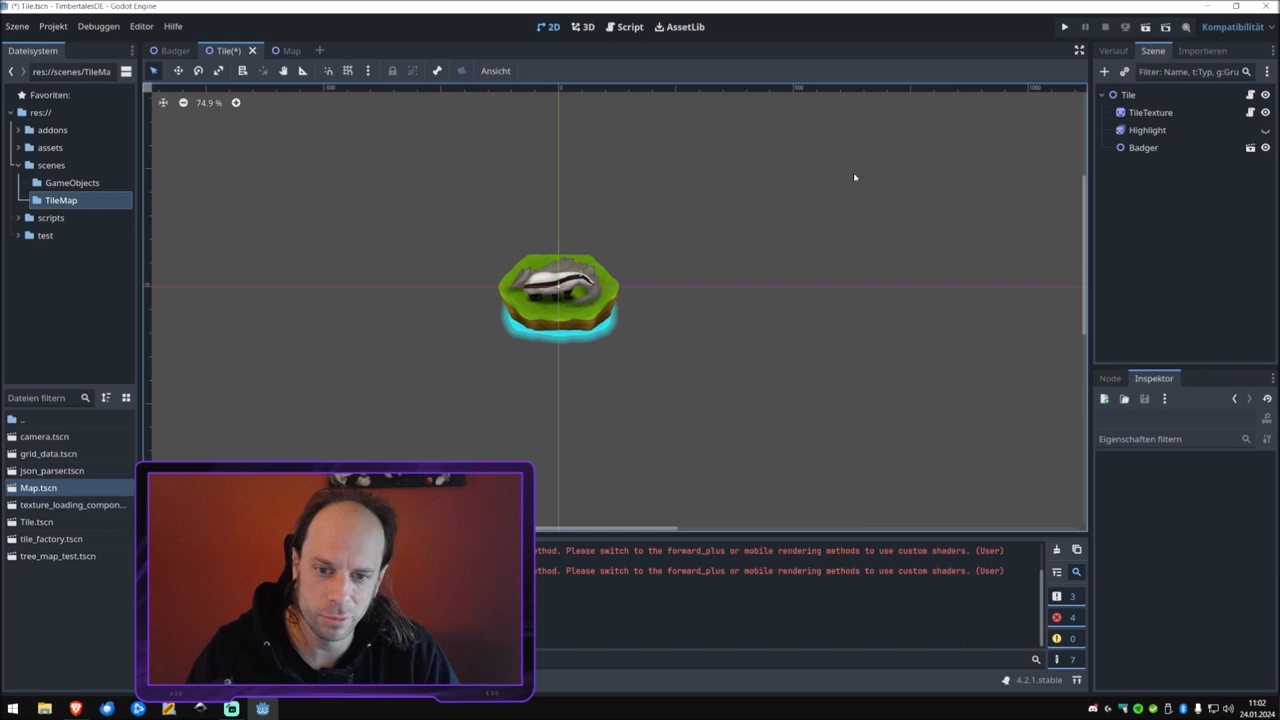 (*) Tile.tscn - TimbertalesDE - Godot Engine
Szene Projekt Debuggen Editor Hilfe
2D 3D Script AssetLib
Kompatibilität
Dateisystem
Badger Tile(*) Map
Verlauf Szene Importieren
res://scenes/TileMa
Ansicht
Filter: Name, t:Typ, g:Gru
Favoriten:
res://
addons
assets
scenes
GameObjects
TileMap
scripts
test
-500 0 500 1000
74.9 %
Tile
TileTexture
Highlight
Badger
Node Inspektor
Eigenschaften filtern
Dateien filtern
..
camera.tscn
grid_data.tscn
json_parser.tscn
Map.tscn
texture_loading_compon...
Tile.tscn
tile_factory.tscn
tree_map_test.tscn
ethod. Please switch to the forward_plus or mobile rendering methods to use custom shaders. (User)
ethod. Please switch to the forward_plus or mobile rendering methods to use custom shaders. (User)
3
4
0
7
4.2.1.stable
11:02
24.01.2024